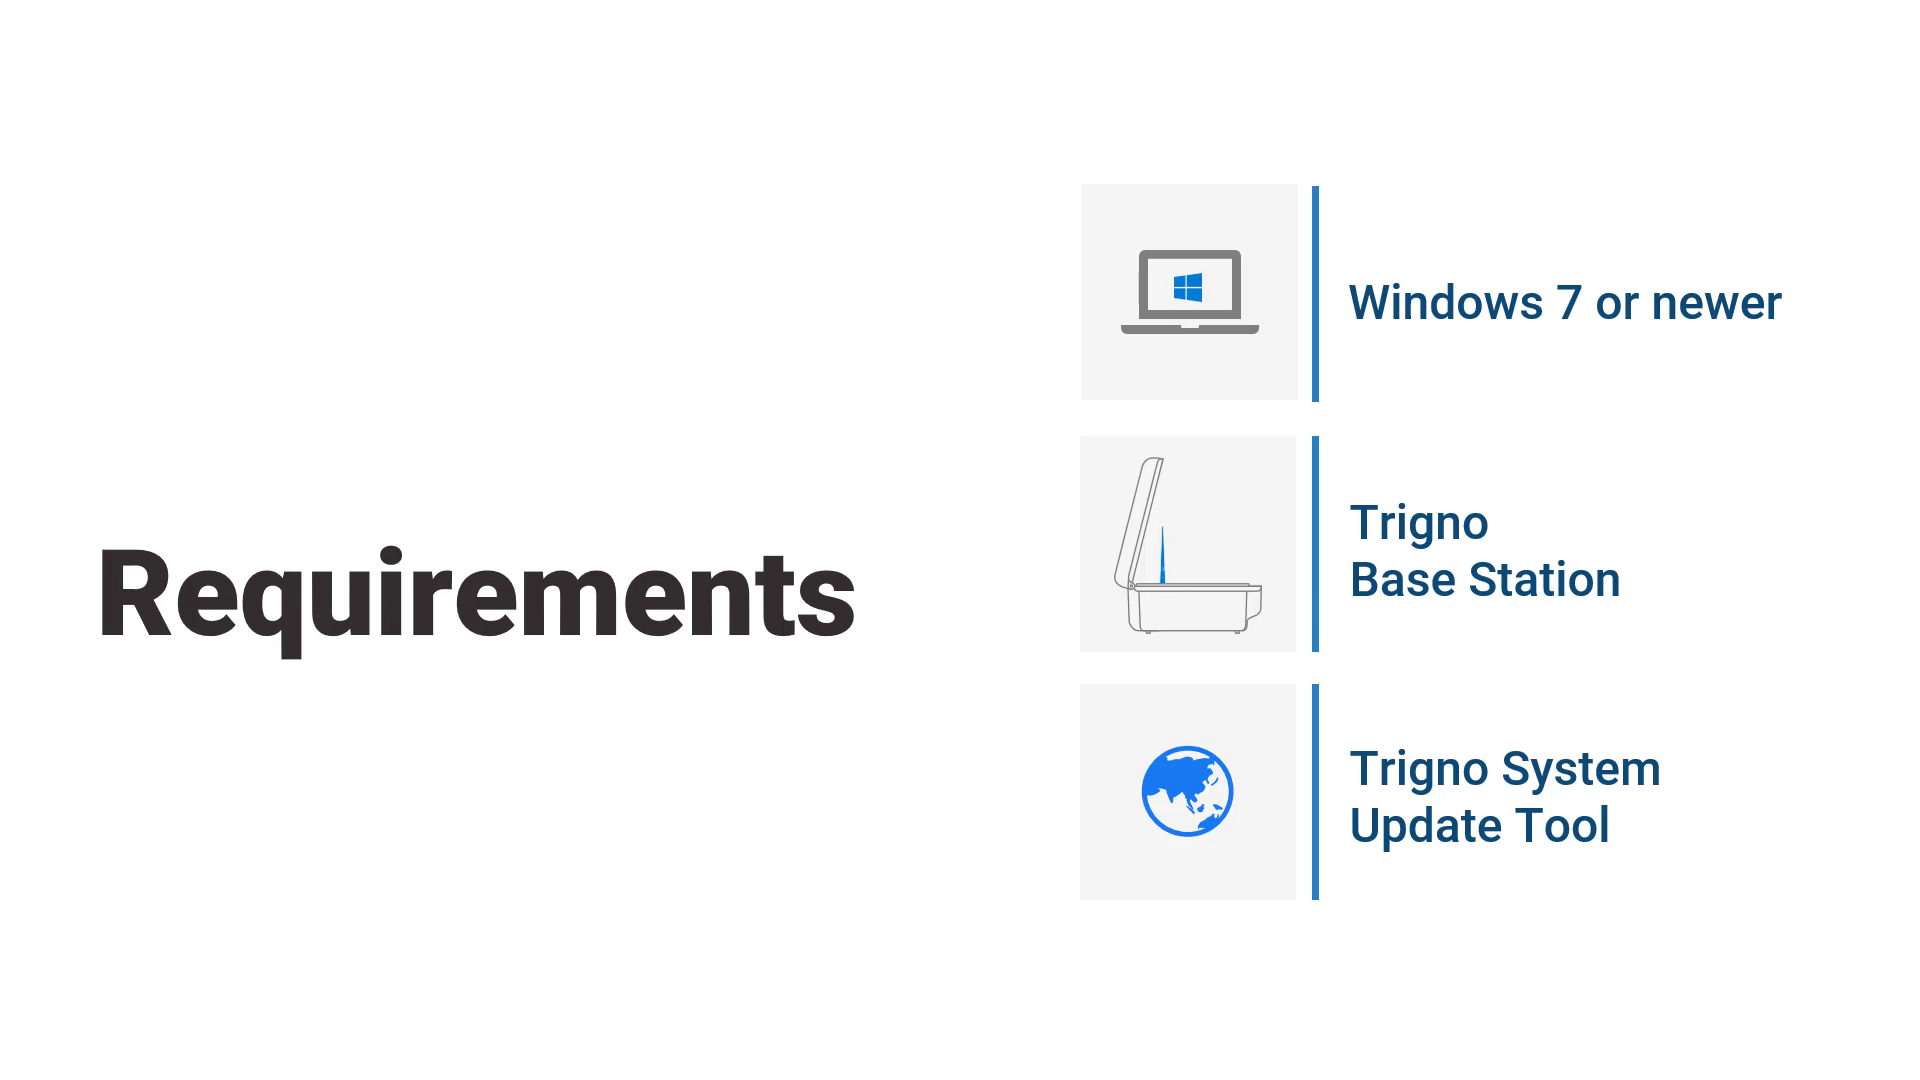 Requirements
Windows 7 or newer
Trigno
Base Station
Trigno System
Update Tool